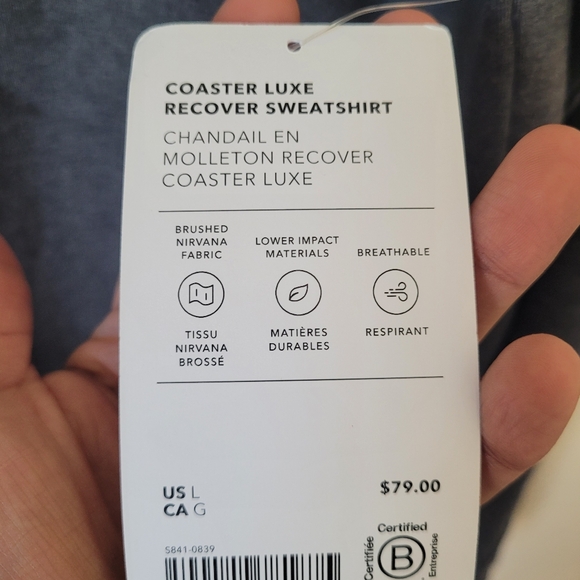 COASTER LUXE
RECOVER SWEATSHIRT
CHANDAIL EN
MOLLETON RECOVER
COASTER LUXE
BRUSHED
NIRVANA
FABRIC
LOWER IMPACT
MATERIALS
BREATHABLE
TISSU
NIRVANA
BROSSÉ
MATIÈRES
DURABLES
RESPIRANT
US L
CA G
$79.00
S841-0839
Certified
Certifiée
B
Entreprise